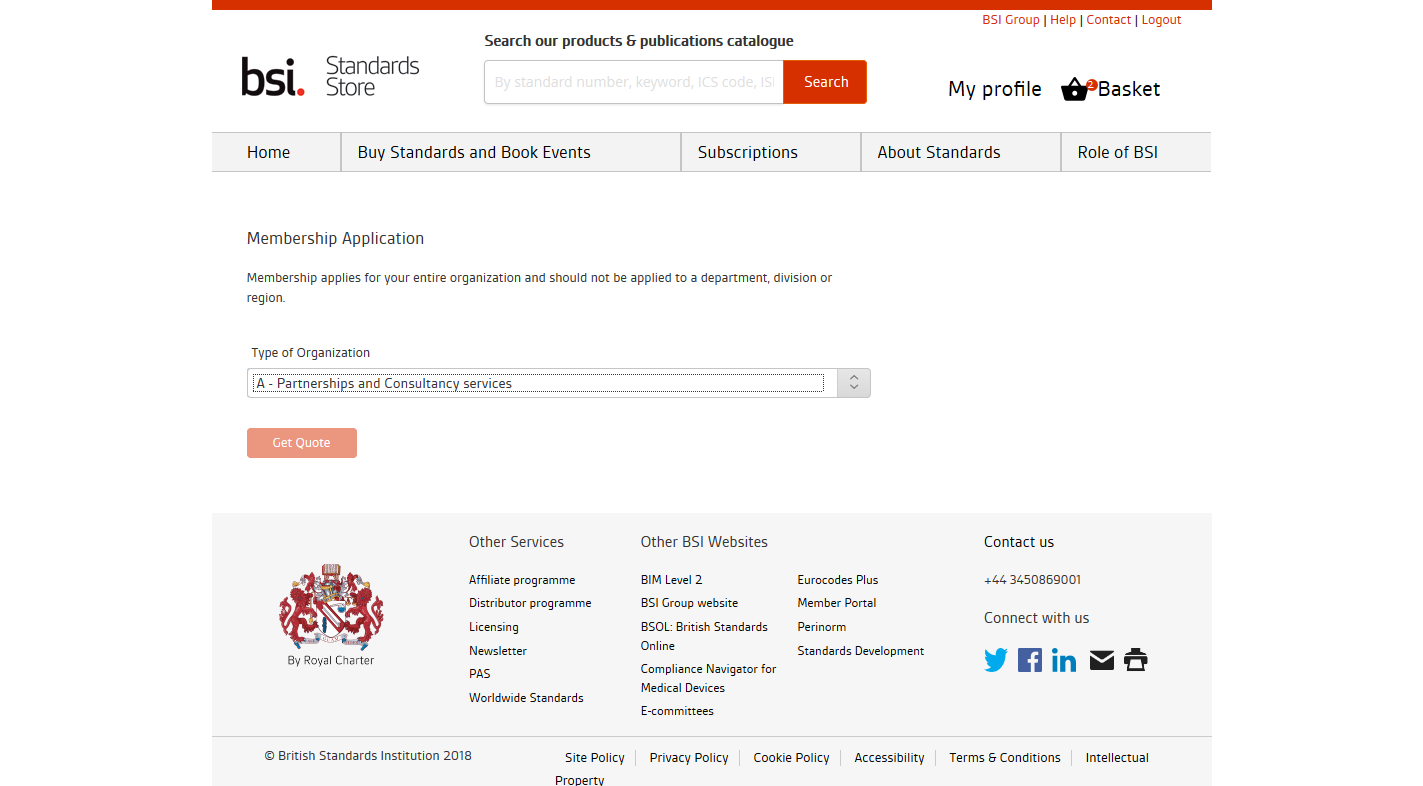 BSI Group | Help | Contact | Logout
Search our products & publications catalogue
bsi. Standards Store
By standard number, keyword, ICS code, ISI
Search
My profile
2
Basket
Home
Buy Standards and Book Events
Subscriptions
About Standards
Role of BSI
Membership Application
Membership applies for your entire organization and should not be applied to a department, division or
region.
Type of Organization
A - Partnerships and Consultancy services
Get Quote
By Royal Charter
Other Services
Affiliate programme
Distributor programme
Licensing
Newsletter
PAS
Worldwide Standards
Other BSI Websites
BIM Level 2
BSI Group website
BSOL: British Standards
Online
Compliance Navigator for
Medical Devices
E-committees
Eurocodes Plus
Member Portal
Perinorm
Standards Development
Contact us
+44 3450869001
Connect with us
© British Standards Institution 2018
Site Policy
Privacy Policy
Cookie Policy
Accessibility
Terms & Conditions
Intellectual
Property